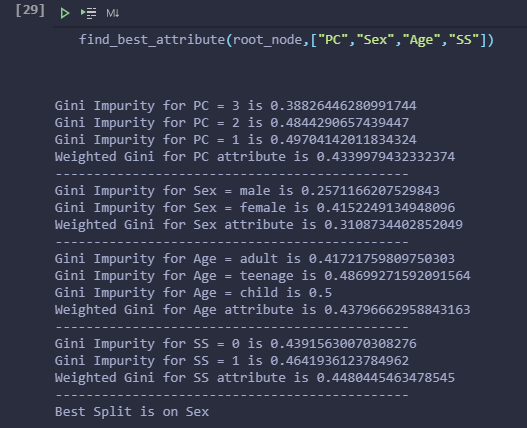 [29]
M↓
find_best_attribute(root_node,["PC","Sex","Age","SS"])
Gini Impurity for PC = 3 is 0.38826446280991744
Gini Impurity for PC = 2 is 0.4844290657439447
Gini Impurity for PC = 1 is 0.49704142011834324
Weighted Gini for PC attribute is 0.4339979432332374
---------------------------------------------
Gini Impurity for Sex = male is 0.2571166207529843
Gini Impurity for Sex = female is 0.4152249134948096
Weighted Gini for Sex attribute is 0.3108734402852049
---------------------------------------------
Gini Impurity for Age = adult is 0.41721759809750303
Gini Impurity for Age = teenage is 0.48699271592091564
Gini Impurity for Age = child is 0.5
Weighted Gini for Age attribute is 0.43796662958843163
---------------------------------------------
Gini Impurity for SS = 0 is 0.43915630070308276
Gini Impurity for SS = 1 is 0.4641936123784962
Weighted Gini for SS attribute is 0.4480445463478545
---------------------------------------------
Best Split is on Sex